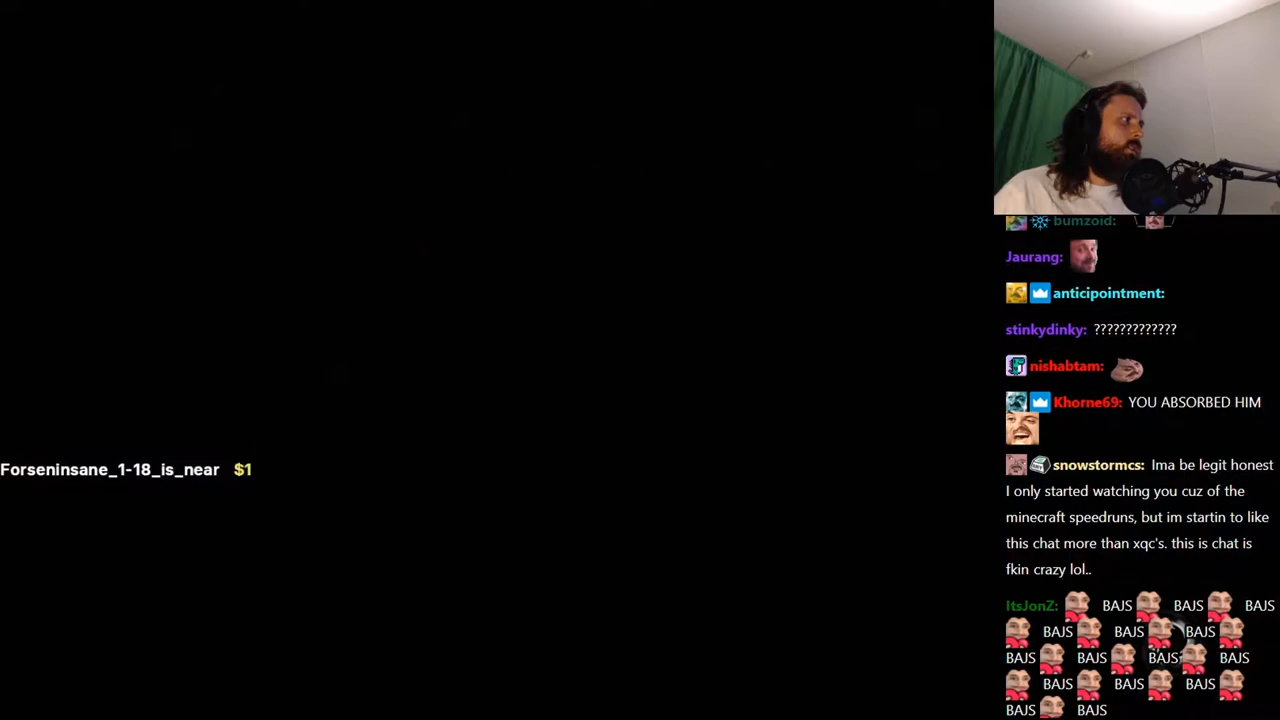 bumzoid:
Jaurang:
anticipointment:
stinkydinky: ?????????????
nishabtam:
Khorne69: YOU ABSORBED HIM
Forseninsane_1-18_is_near $1
snowstormcs: Ima be legit honest
I only started watching you cuz of the
minecraft speedruns, but im startin to like
this chat more than xqc's. this is chat is
fkin crazy lol..
ItsJonZ: BAJS BAJS BAJS
BAJS BAJS BAJS
BAJS BAJS BAJS BAJS
BAJS BAJS BAJS
BAJS BAJS